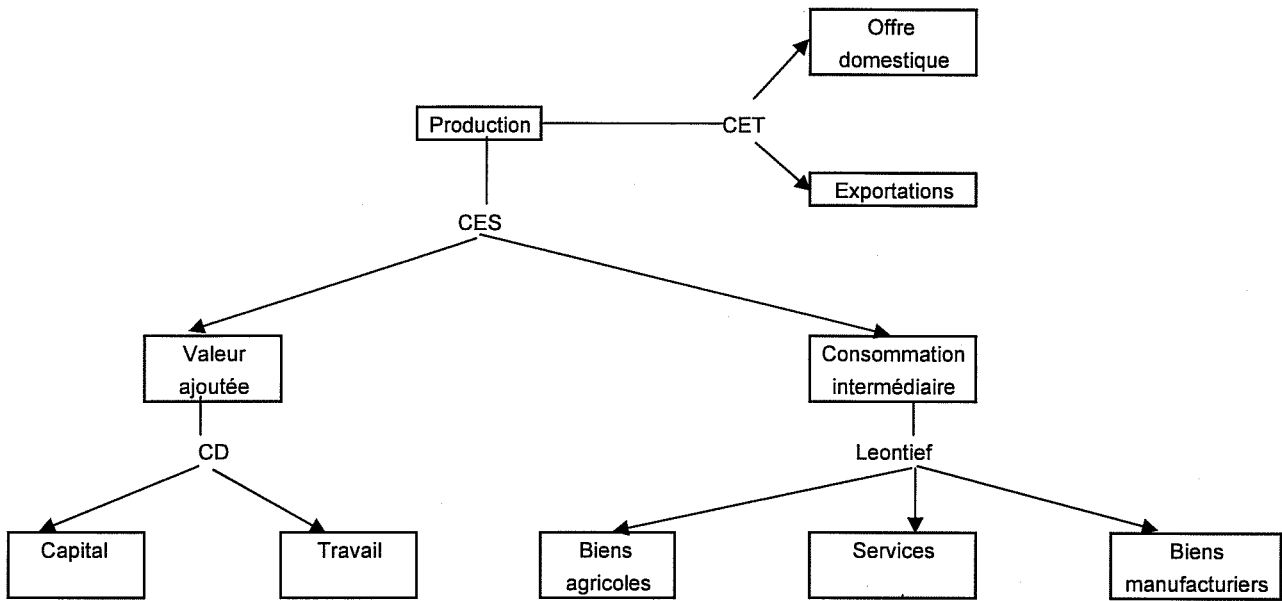 Offre
domestique
Production
CET
Exportations
CES
Valeur
ajoutée
Consommation
intermédiaire
CD
Leontief
Capital
Travail
Biens
agricoles
Services
Biens
manufacturiers